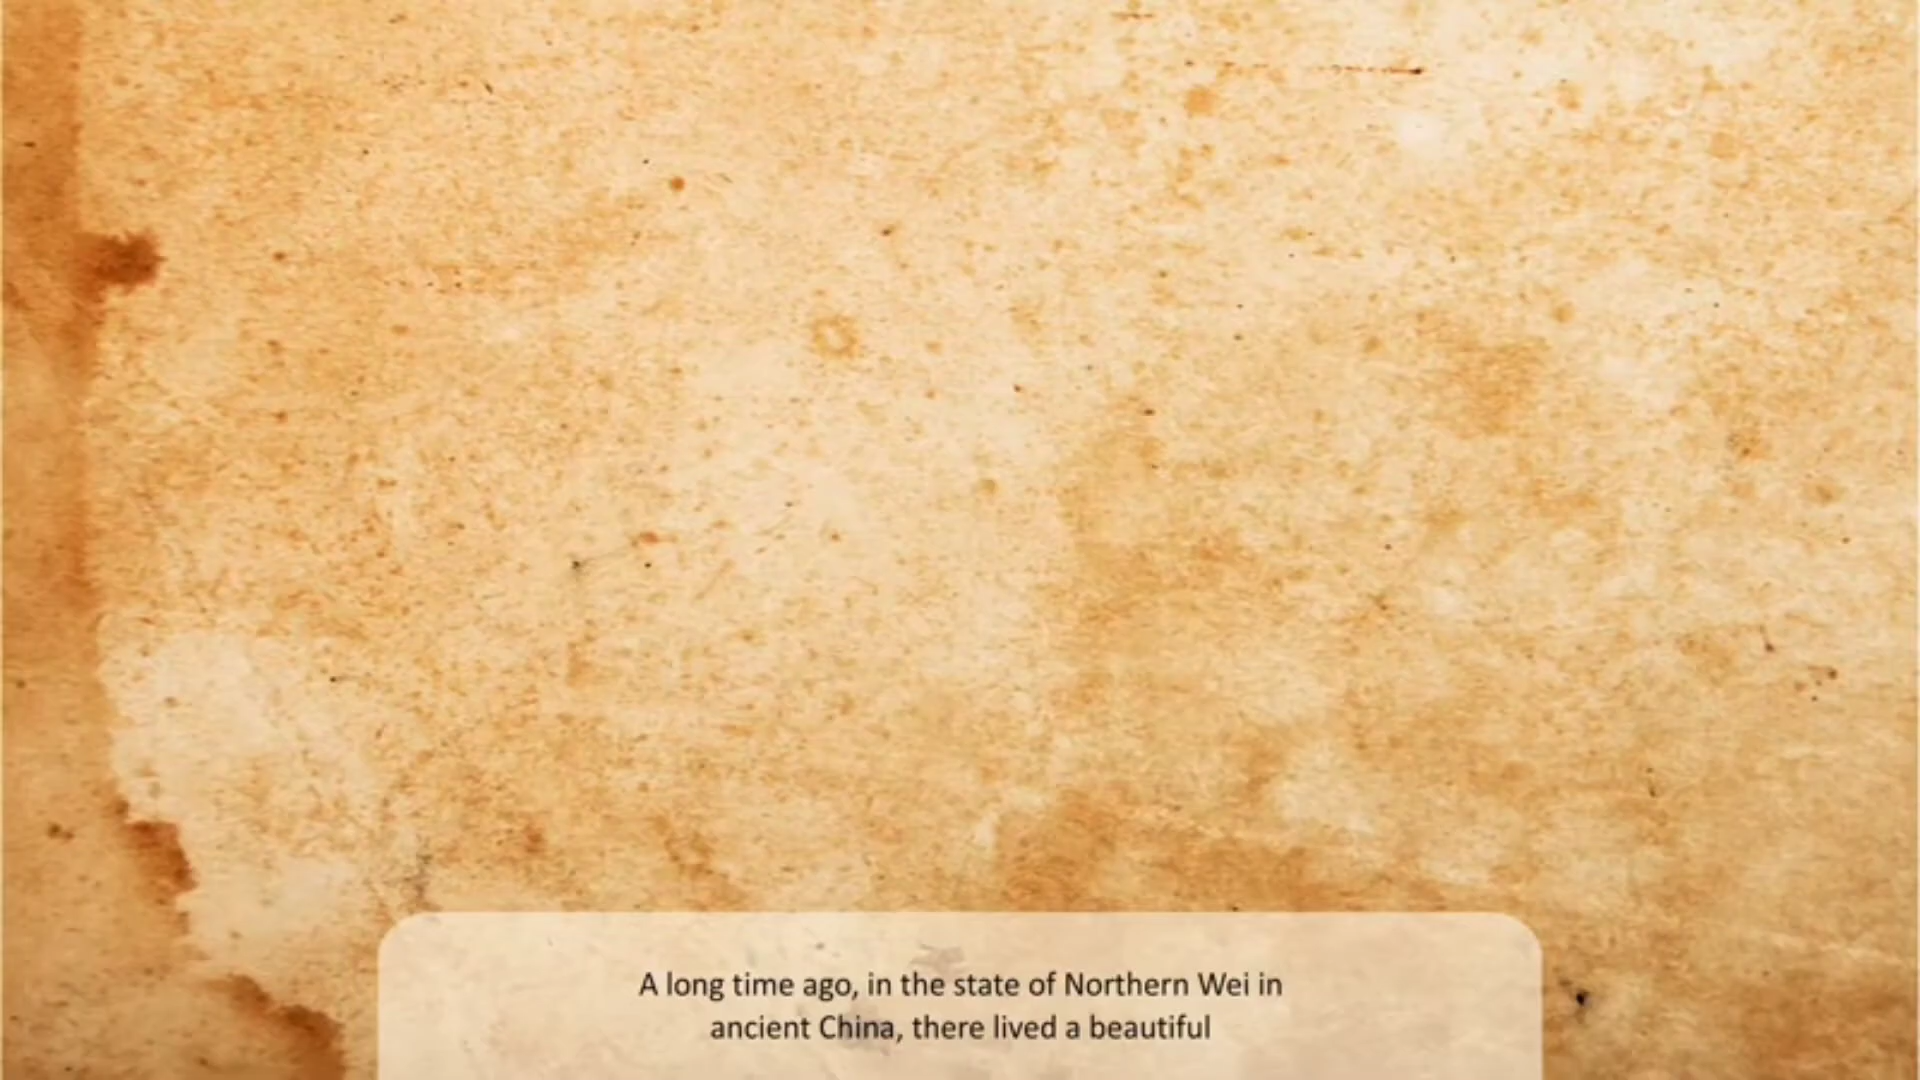 A long time ago, in the state of Northern Wei in
ancient China, there lived a beautiful